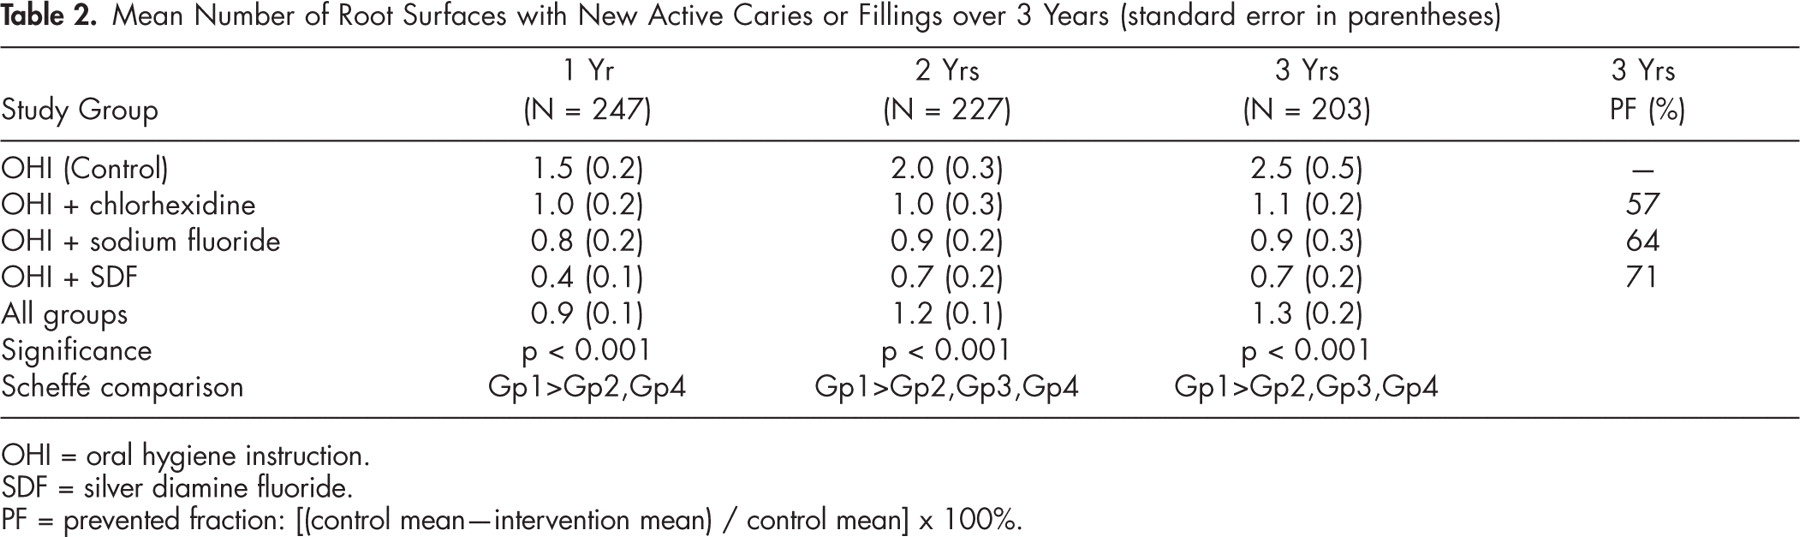 Table 2. Mean Number of Root Surfaces with New Active Caries or Fillings over 3 Years (standard error in parentheses)
1 Yr 2 Yrs 3 Yrs 3 Yrs
Study Group (N = 247) (N = 227) (N = 203) PF (%)
OHI (Control) 1.5 (0.2) 2.0 (0.3) 2.5 (0.5) —
OHI + chlorhexidine 1.0 (0.2) 1.0 (0.3) 1.1 (0.2) 57
OHI + sodium fluoride 0.8 (0.2) 0.9 (0.2) 0.9 (0.3) 64
OHI + SDF 0.4 (0.1) 0.7 (0.2) 0.7 (0.2) 71
All groups 0.9 (0.1) 1.2 (0.1) 1.3 (0.2)
Significance p < 0.001 p < 0.001 p < 0.001
Scheffé comparison Gp1>Gp2,Gp4 Gp1>Gp2,Gp3,Gp4 Gp1>Gp2,Gp3,Gp4
OHI = oral hygiene instruction.
SDF = silver diamine fluoride.
PF = prevented fraction: [(control mean—intervention mean) / control mean] x 100%.